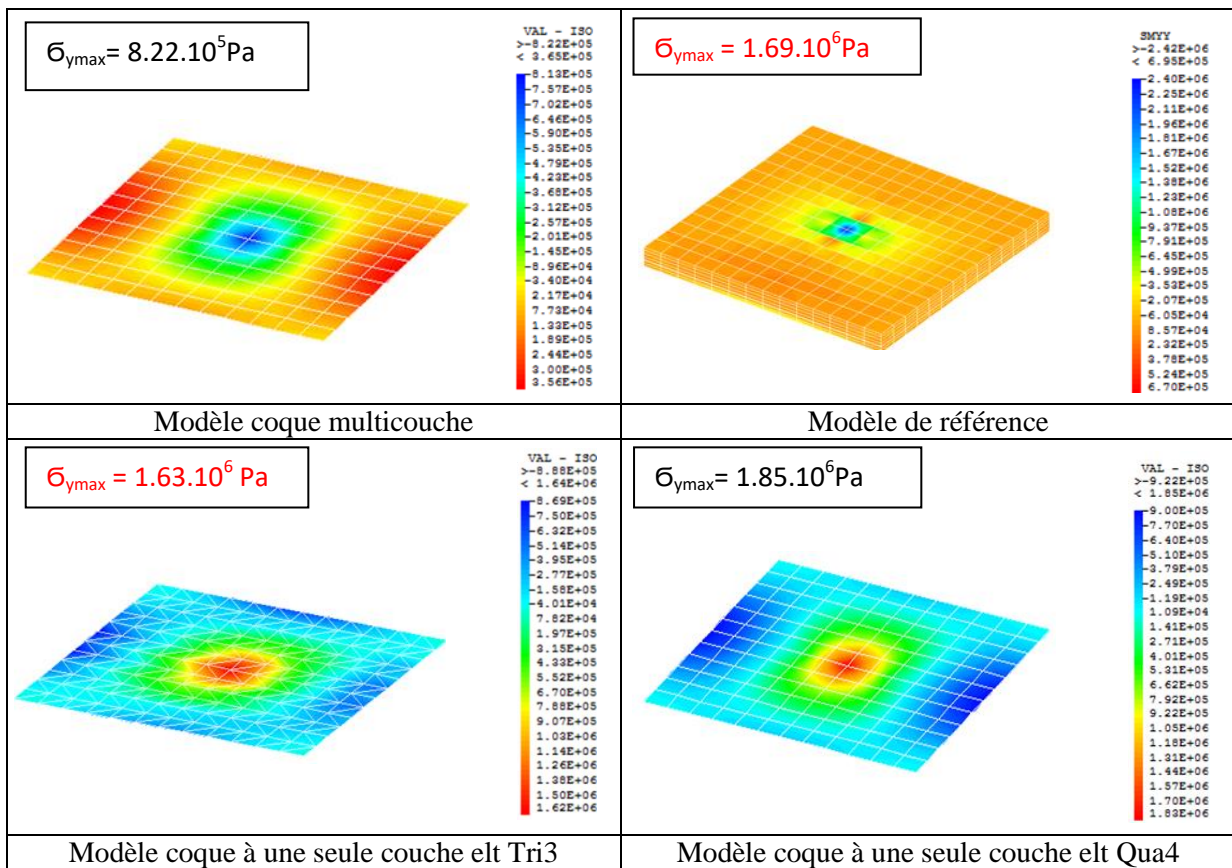 бymax= 8.22.10⁵Pa
VAL - ISO
>-8.22E+05
< 3.65E+05
-8.13E+05
-7.57E+05
-7.02E+05
-6.46E+05
-5.90E+05
-5.35E+05
-4.79E+05
-4.23E+05
-3.68E+05
-3.12E+05
-2.57E+05
-2.01E+05
-1.45E+05
-8.96E+04
-3.40E+04
2.17E+04
7.73E+04
1.33E+05
1.89E+05
2.44E+05
3.00E+05
3.56E+05
Modèle coque multicouche
бymax = 1.69.10⁶Pa
SMYY
>-2.42E+06
< 6.95E+05
-2.40E+06
-2.25E+06
-2.11E+06
-1.96E+06
-1.81E+06
-1.67E+06
-1.52E+06
-1.38E+06
-1.23E+06
-1.08E+06
-9.37E+05
-7.91E+05
-6.45E+05
-4.99E+05
-3.53E+05
-2.07E+05
-6.05E+04
8.57E+04
2.32E+05
3.78E+05
5.24E+05
6.70E+05
Modèle de référence
бymax = 1.63.10⁶ Pa
VAL - ISO
>-8.88E+05
< 1.64E+06
-8.69E+05
-7.50E+05
-6.32E+05
-5.14E+05
-3.95E+05
-2.77E+05
-1.58E+05
-4.01E+04
7.82E+04
1.97E+05
3.15E+05
4.33E+05
5.52E+05
6.70E+05
7.88E+05
9.07E+05
1.03E+06
1.14E+06
1.26E+06
1.38E+06
1.50E+06
1.62E+06
Modèle coque à une seule couche elt Tri3
бymax= 1.85.10⁶Pa
VAL - ISO
>-9.22E+05
< 1.85E+06
-9.00E+05
-7.70E+05
-6.40E+05
-5.10E+05
-3.79E+05
-2.49E+05
-1.19E+05
1.09E+04
1.41E+05
2.71E+05
4.01E+05
5.31E+05
6.62E+05
7.92E+05
9.22E+05
1.05E+06
1.18E+06
1.31E+06
1.44E+06
1.57E+06
1.70E+06
1.83E+06
Modèle coque à une seule couche elt Qua4